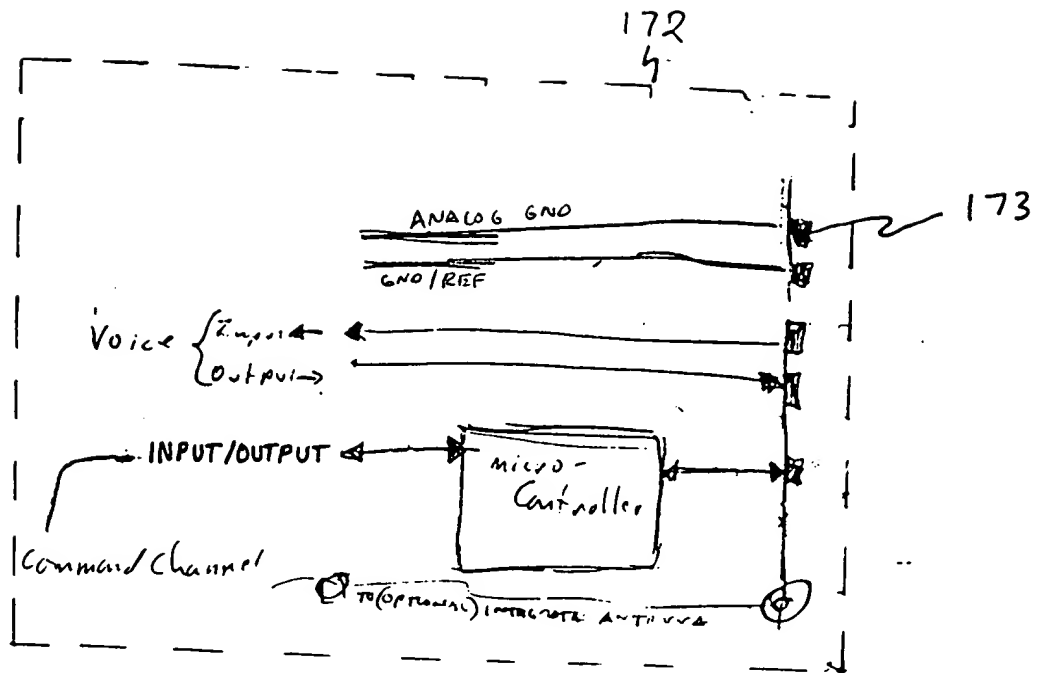 172
173
ANALOG GND
GND/REF
Voice
Input
Output
INPUT/OUTPUT
micro-
Controller
Command Channel
TO (OPTIONAL) INTEGRATE ANTENNA